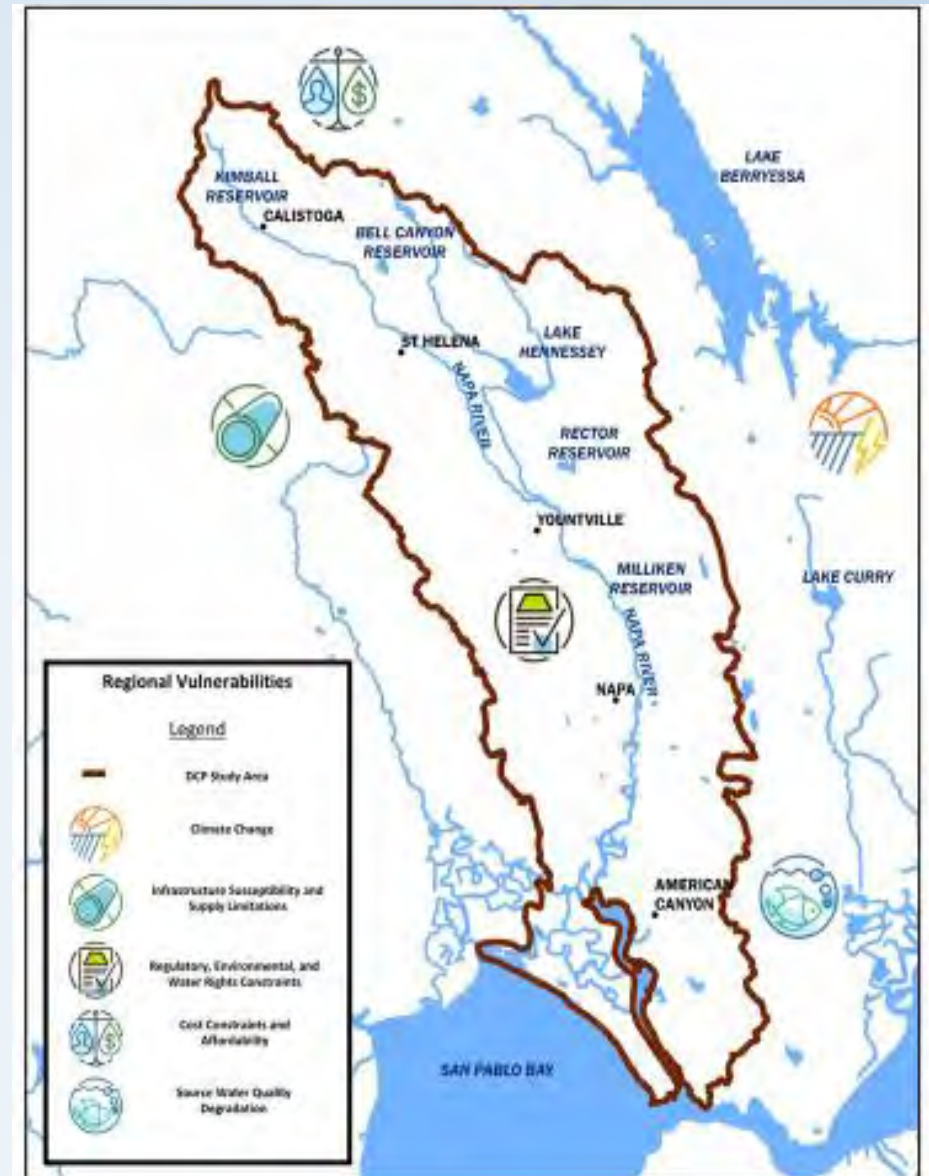 KIMBALL
RESERVOIR
CALISTOGA
BELL CANYON
RESERVOIR
LAKE
BERRYESSA
ST HELENA
LAKE
HENNESSEY
NAPA RIVER
RECTOR
RESERVOIR
YOUNTVILLE
MILLIKEN
RESERVOIR
LAKE CURRY
NAPA RIVER
NAPA
AMERICAN
CANYON
SAN PABLO BAY
Regional Vulnerabilities
Legend
DCP Study Area
Climate Change
Infrastructure Susceptibility and
Supply Limitations
Regulatory, Environmental, and
Water Rights Constraints
Cost Constraints and
Affordability
Source Water Quality
Degradation
$
$